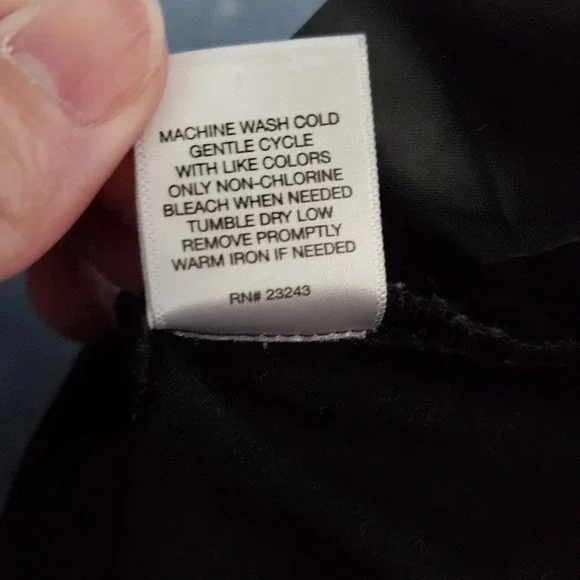 MACHINE WASH COLD
GENTLE CYCLE
WITH LIKE COLORS
ONLY NON-CHLORINE
BLEACH WHEN NEEDED
TUMBLE DRY LOW
REMOVE PROMPTLY
WARM IRON IF NEEDED
RN# 23243